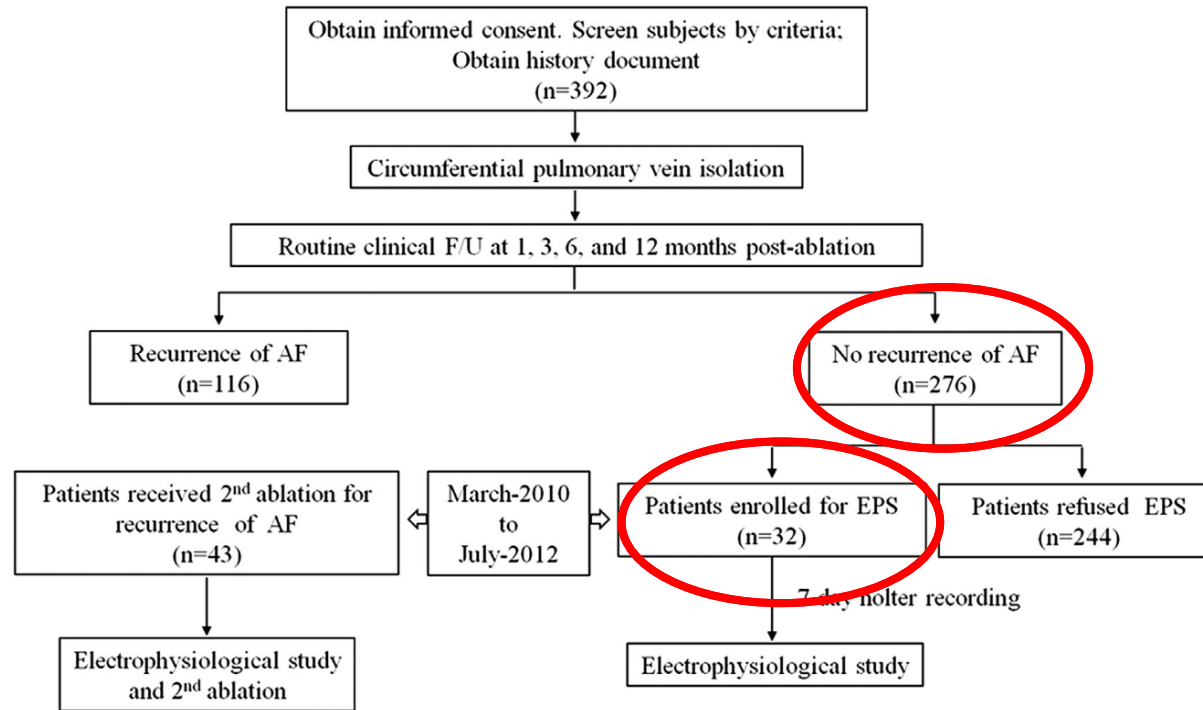 Obtain informed consent. Screen subjects by criteria;
Obtain history document
(n=392)
Circumferential pulmonary vein isolation
Routine clinical F/U at 1, 3, 6, and 12 months post-ablation
Recurrence of AF
(n=116)
No recurrence of AF
(n=276)
Patients received 2nd ablation for
recurrence of AF
(n=43)
March-2010
to
July-2012
Patients enrolled for EPS
(n=32)
Patients refused EPS
(n=244)
7-day holter recording
Electrophysiological study
and 2nd ablation
Electrophysiological study